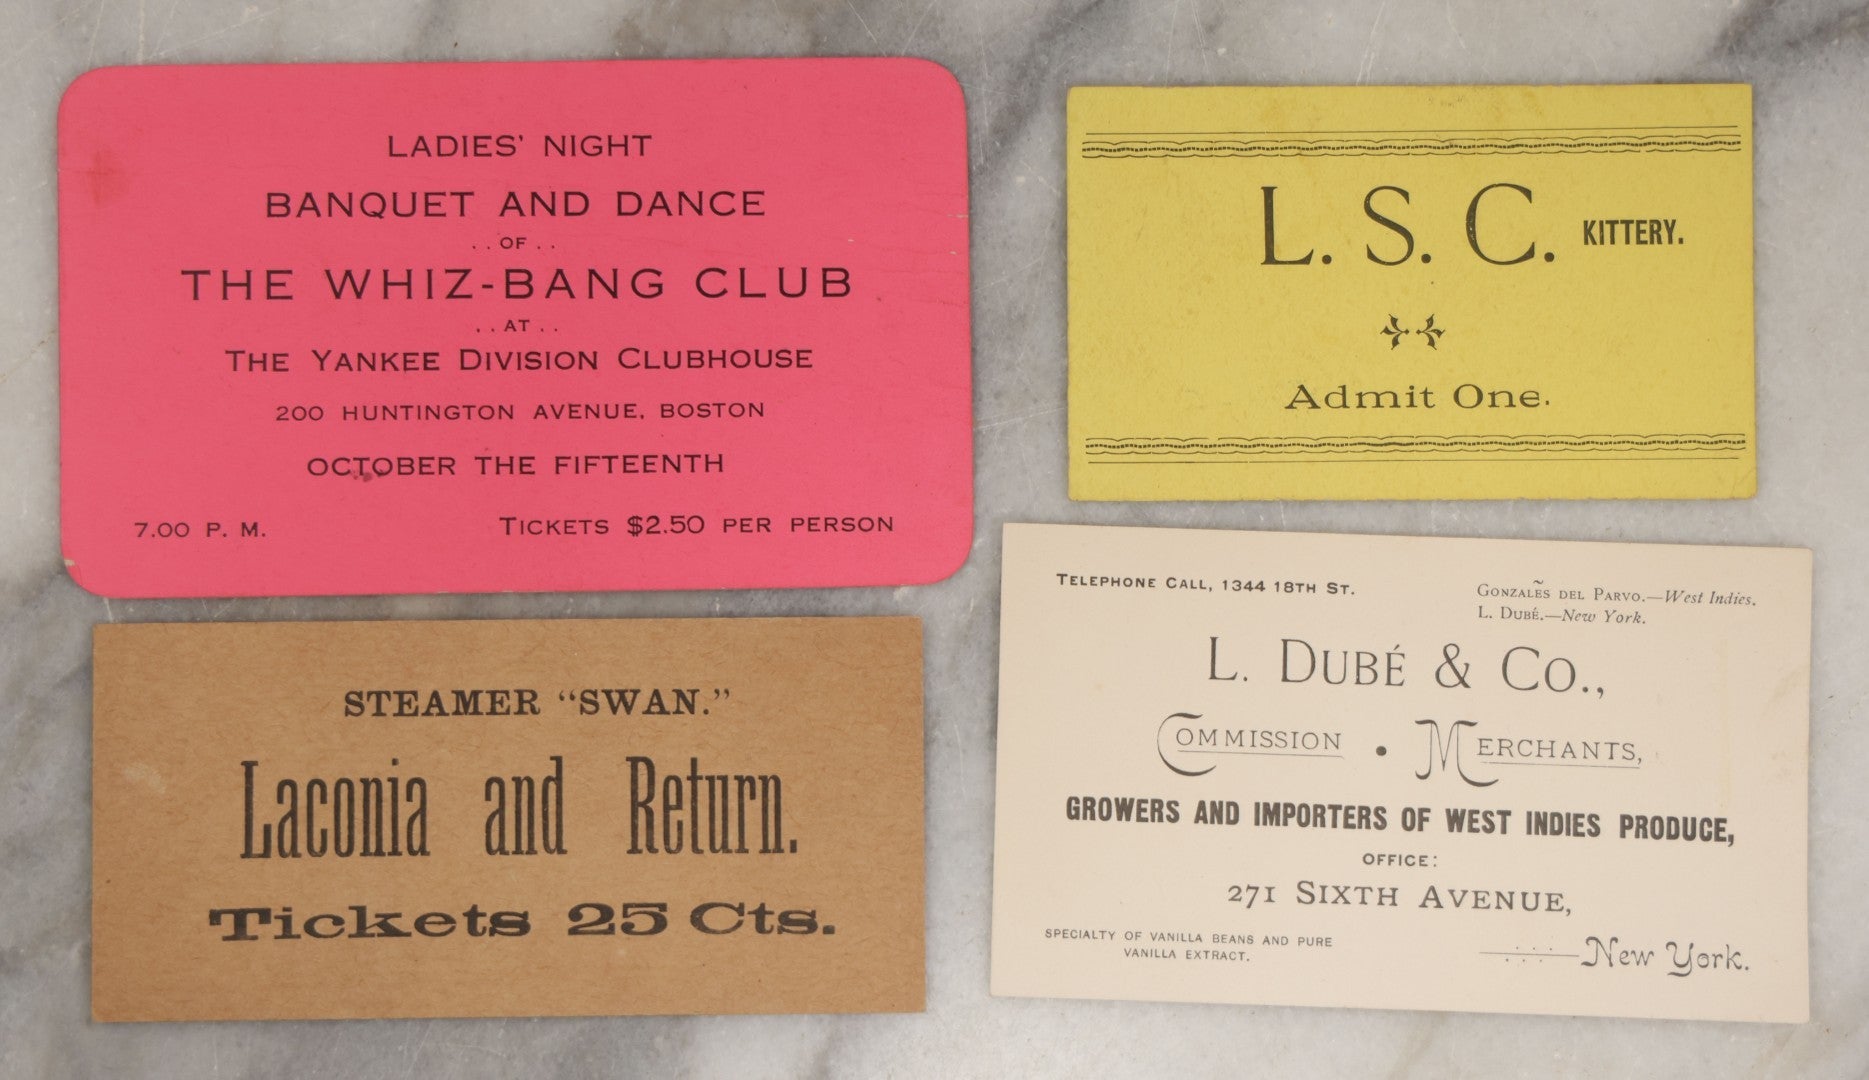 LADIES' NIGHT
BANQUET AND DANCE
. . OF . .
THE WHIZ-BANG CLUB
. . AT . .
THE YANKEE DIVISION CLUBHOUSE
200 HUNTINGTON AVENUE, BOSTON
OCTOBER THE FIFTEENTH
7.00 P. M. TICKETS $2.50 PER PERSON
L. S. C. KITTERY.
Admit One.
STEAMER "SWAN."
Laconia and Return.
Tickets 25 Cts.
TELEPHONE CALL, 1344 18TH ST.
GONZALẼS DEL PARVO.—West Indies.
L. DUBÉ.—New York.
L. DUBÉ & CO.,
COMMISSION • MERCHANTS,
GROWERS AND IMPORTERS OF WEST INDIES PRODUCE,
OFFICE:
271 SIXTH AVENUE,
SPECIALTY OF VANILLA BEANS AND PURE
VANILLA EXTRACT.
New York.